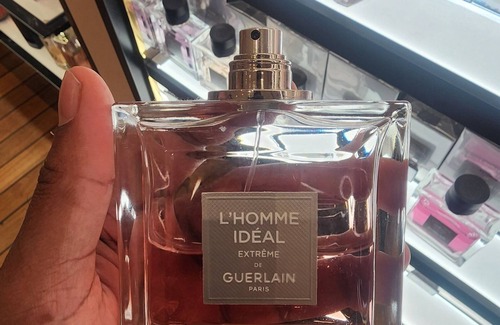 L'HOMME
IDÉAL
EXTRÊME
DE
GUERLAIN
PARIS